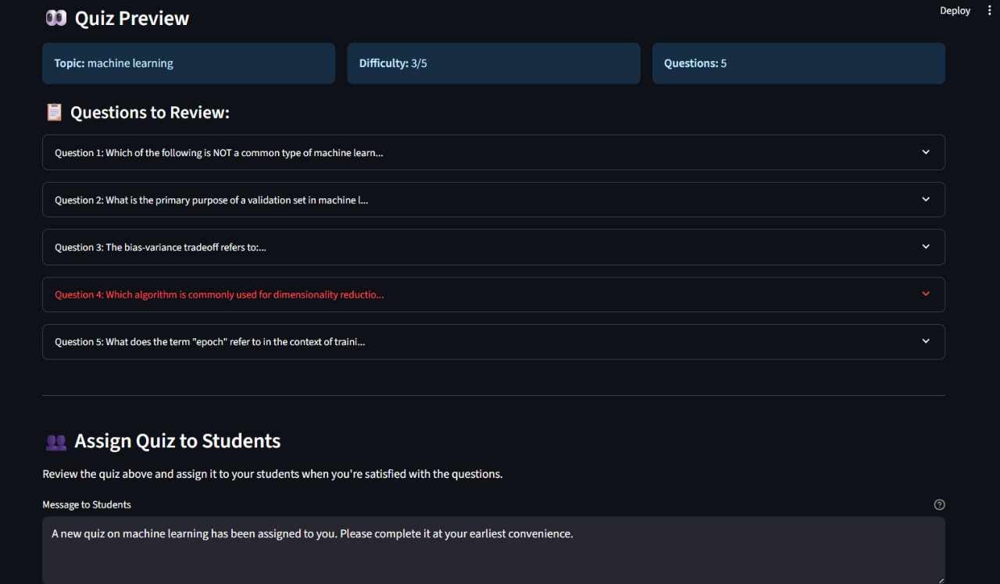 Deploy
Quiz Preview
Topic: machine learning
Difficulty: 3/5
Questions: 5
Questions to Review:
Question 1: Which of the following is NOT a common type of machine learn...
Question 2: What is the primary purpose of a validation set in machine l...
Question 3: The bias-variance tradeoff refers to:...
Question 4: Which algorithm is commonly used for dimensionality reductio...
Question 5: What does the term "epoch" refer to in the context of traini...
Assign Quiz to Students
Review the quiz above and assign it to your students when you're satisfied with the questions.
Message to Students
A new quiz on machine learning has been assigned to you. Please complete it at your earliest convenience.